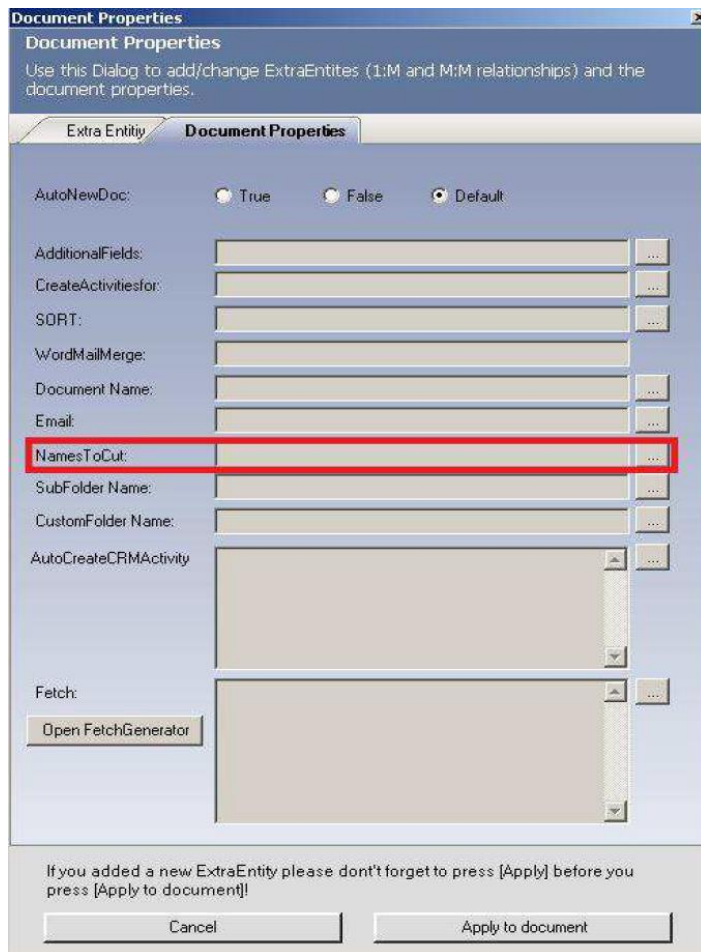 Document Properties
Document Properties
Use this Dialog to add/change ExtraEntites (1:M and M:M relationships) and the
document properties.
Extra Entitiy Document Properties
AutoNewDoc: True False Default
AdditionalFields: ...
CreateActivitiesfor: ...
SORT: ...
WordMailMerge:
Document Name: ...
Email: ...
NamesToCut: ...
SubFolder Name: ...
CustomFolder Name: ...
AutoCreateCRMActivity ...
Fetch: ...
Open FetchGenerator
If you added a new ExtraEntity please dont't forget to press [Apply] before you
press [Apply to document]!
Cancel Apply to document